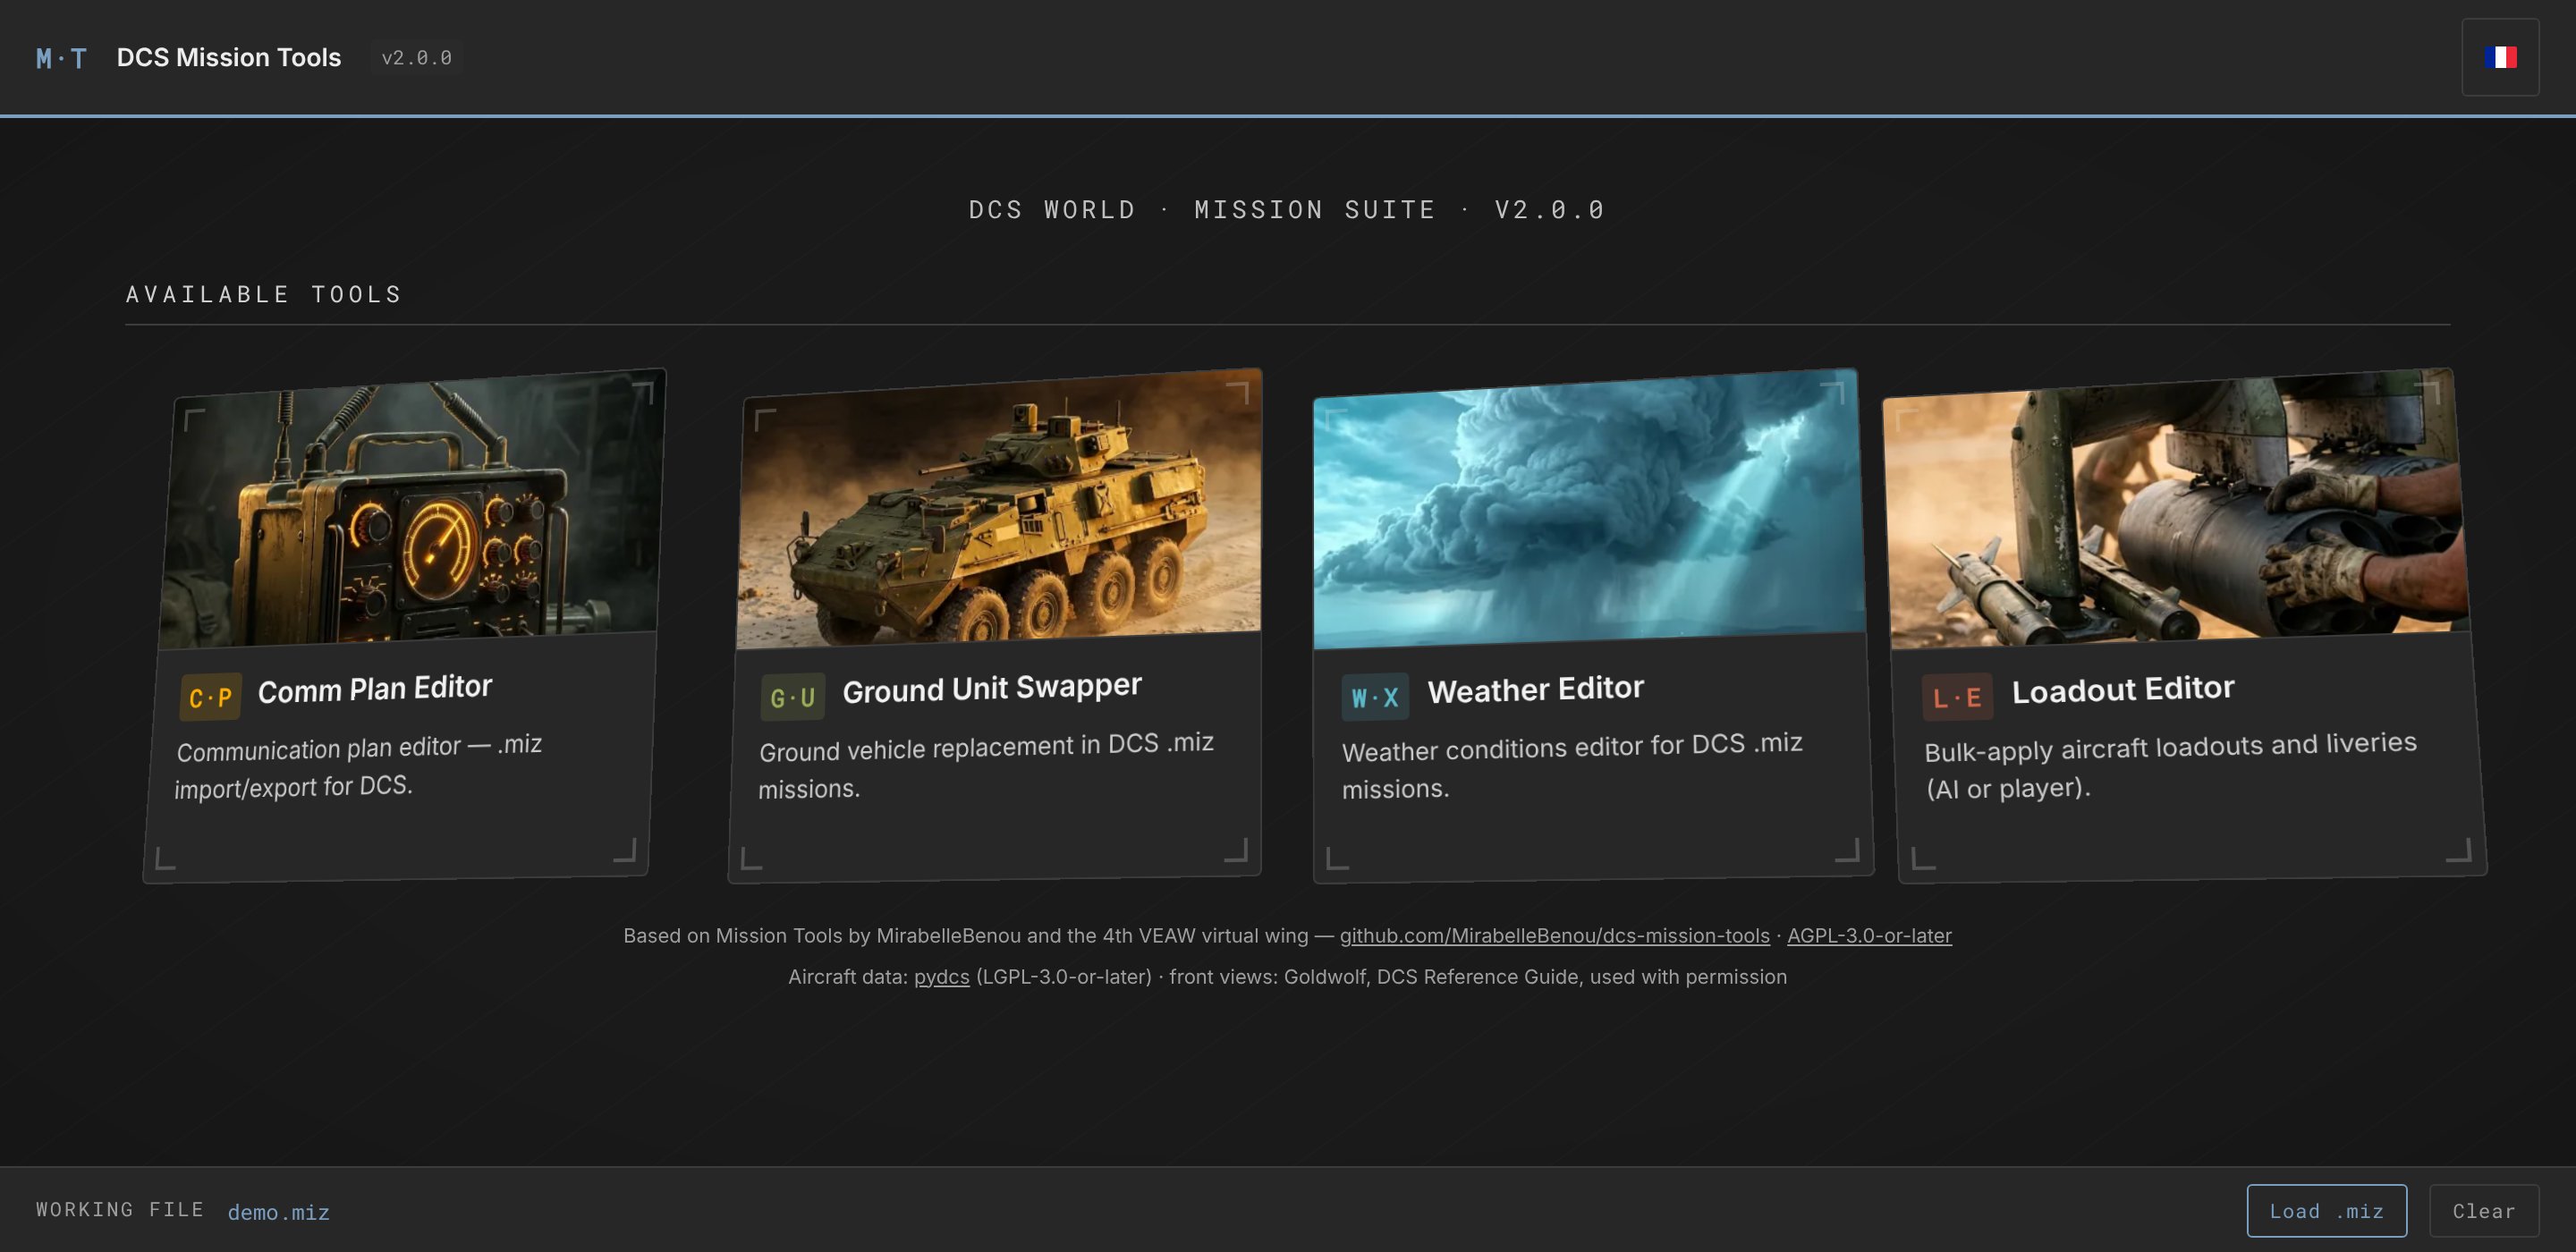 M·T DCS Mission Tools v2.0.0
DCS WORLD · MISSION SUITE · V2.0.0
AVAILABLE TOOLS
C·P Comm Plan Editor
Communication plan editor — .miz
import/export for DCS.
G·U Ground Unit Swapper
Ground vehicle replacement in DCS .miz
missions.
W·X Weather Editor
Weather conditions editor for DCS .miz
missions.
L·E Loadout Editor
Bulk-apply aircraft loadouts and liveries
(AI or player).
Based on Mission Tools by MirabelleBenou and the 4th VEAW virtual wing — github.com/MirabelleBenou/dcs-mission-tools · AGPL-3.0-or-later
Aircraft data: pydcs (LGPL-3.0-or-later) · front views: Goldwolf, DCS Reference Guide, used with permission
WORKING FILE demo.miz
Load .miz
Clear